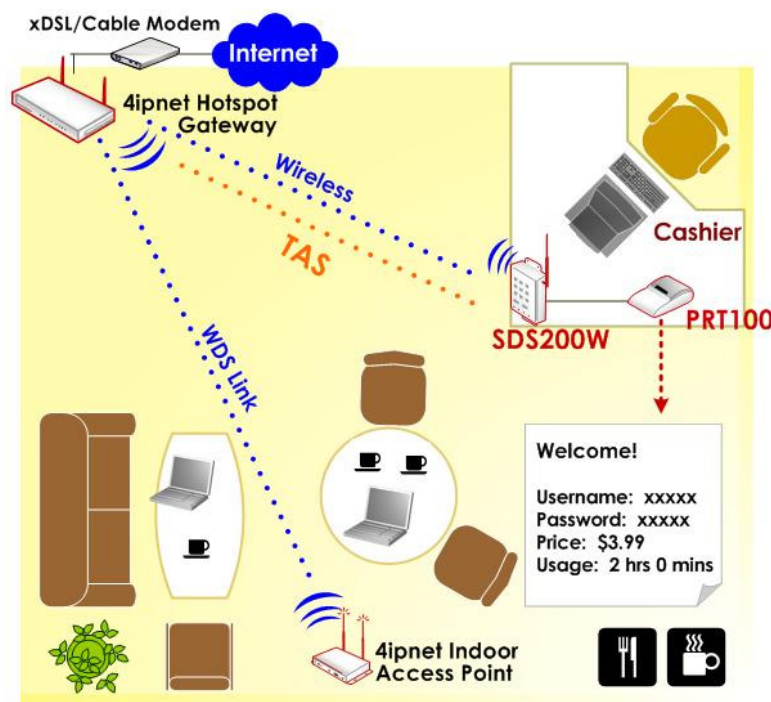 xDSL/Cable Modem
Internet
4ipnet Hotspot
Gateway
Wireless
TAS
Cashier
SDS200W
PRT100
WDS Link
Welcome!
Username: xxxxx
Password: xxxxx
Price: $3.99
Usage: 2 hrs 0 mins
4ipnet Indoor
Access Point